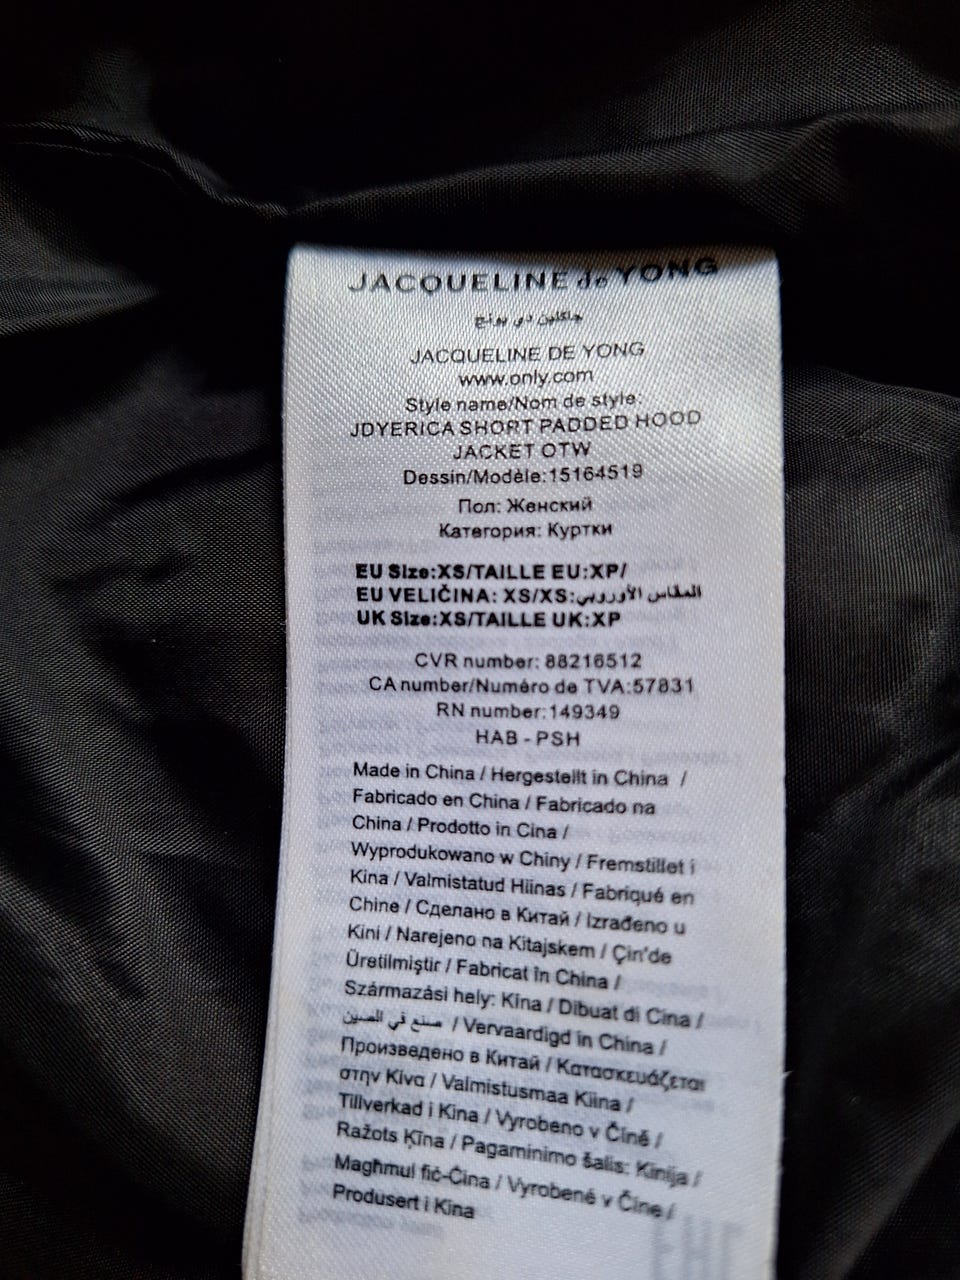 JACQUELINE de YONG
جاكلين دي يونج
JACQUELINE DE YONG
www.only.com
Style name/Nom de style:
JDYERICA SHORT PADDED HOOD
JACKET OTW
Dessin/Modèle:15164519
Пол: Женский
Категория: Куртки
EU Size:XS/TAILLE EU:XP/
EU VELIČINA: XS/XS:المقاس الأوروبي
UK Size:XS/TAILLE UK:XP
CVR number: 88216512
CA number/Numéro de TVA:57831
RN number:149349
HAB - PSH
Made in China / Hergestellt in China /
Fabricado en China / Fabricado na
China / Prodotto in Cina /
Wyprodukowano w Chiny / Fremstillet i
Kina / Valmistatud Hiinas / Fabriqué en
Chine / Сделано в Китай / Izrađeno u
Kini / Narejeno na Kitajskem / Çin'de
Üretilmiştir / Fabricat în China /
Származási hely: Kína / Dibuat di Cina /
صنع في الصين / Vervaardigd in China /
Произведено в Китай / Κατασκευάζεται
στην Κίνα / Valmistusmaa Kiina /
Tillverkad i Kina / Vyrobeno v Číně /
Ražots Ķīna / Pagaminimo šalis: Kinija /
Magħmul fiċ-Ċina / Vyrobené v Číne /
Produsert i Kina